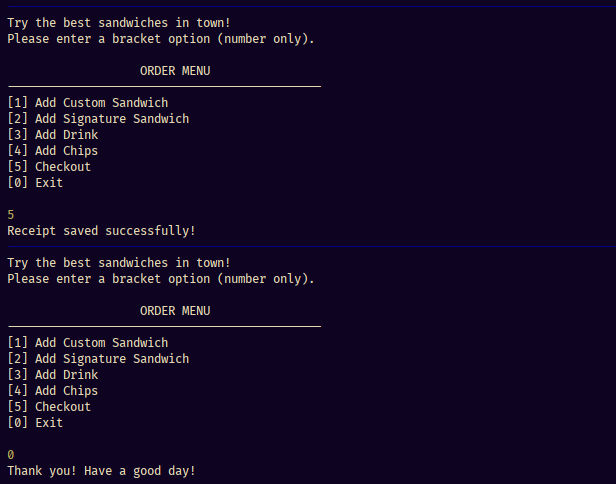 Try the best sandwiches in town!
Please enter a bracket option (number only).
ORDER MENU
[1] Add Custom Sandwich
[2] Add Signature Sandwich
[3] Add Drink
[4] Add Chips
[5] Checkout
[0] Exit
5
Receipt saved successfully!
Try the best sandwiches in town!
Please enter a bracket option (number only).
ORDER MENU
[1] Add Custom Sandwich
[2] Add Signature Sandwich
[3] Add Drink
[4] Add Chips
[5] Checkout
[0] Exit
0
Thank you! Have a good day!